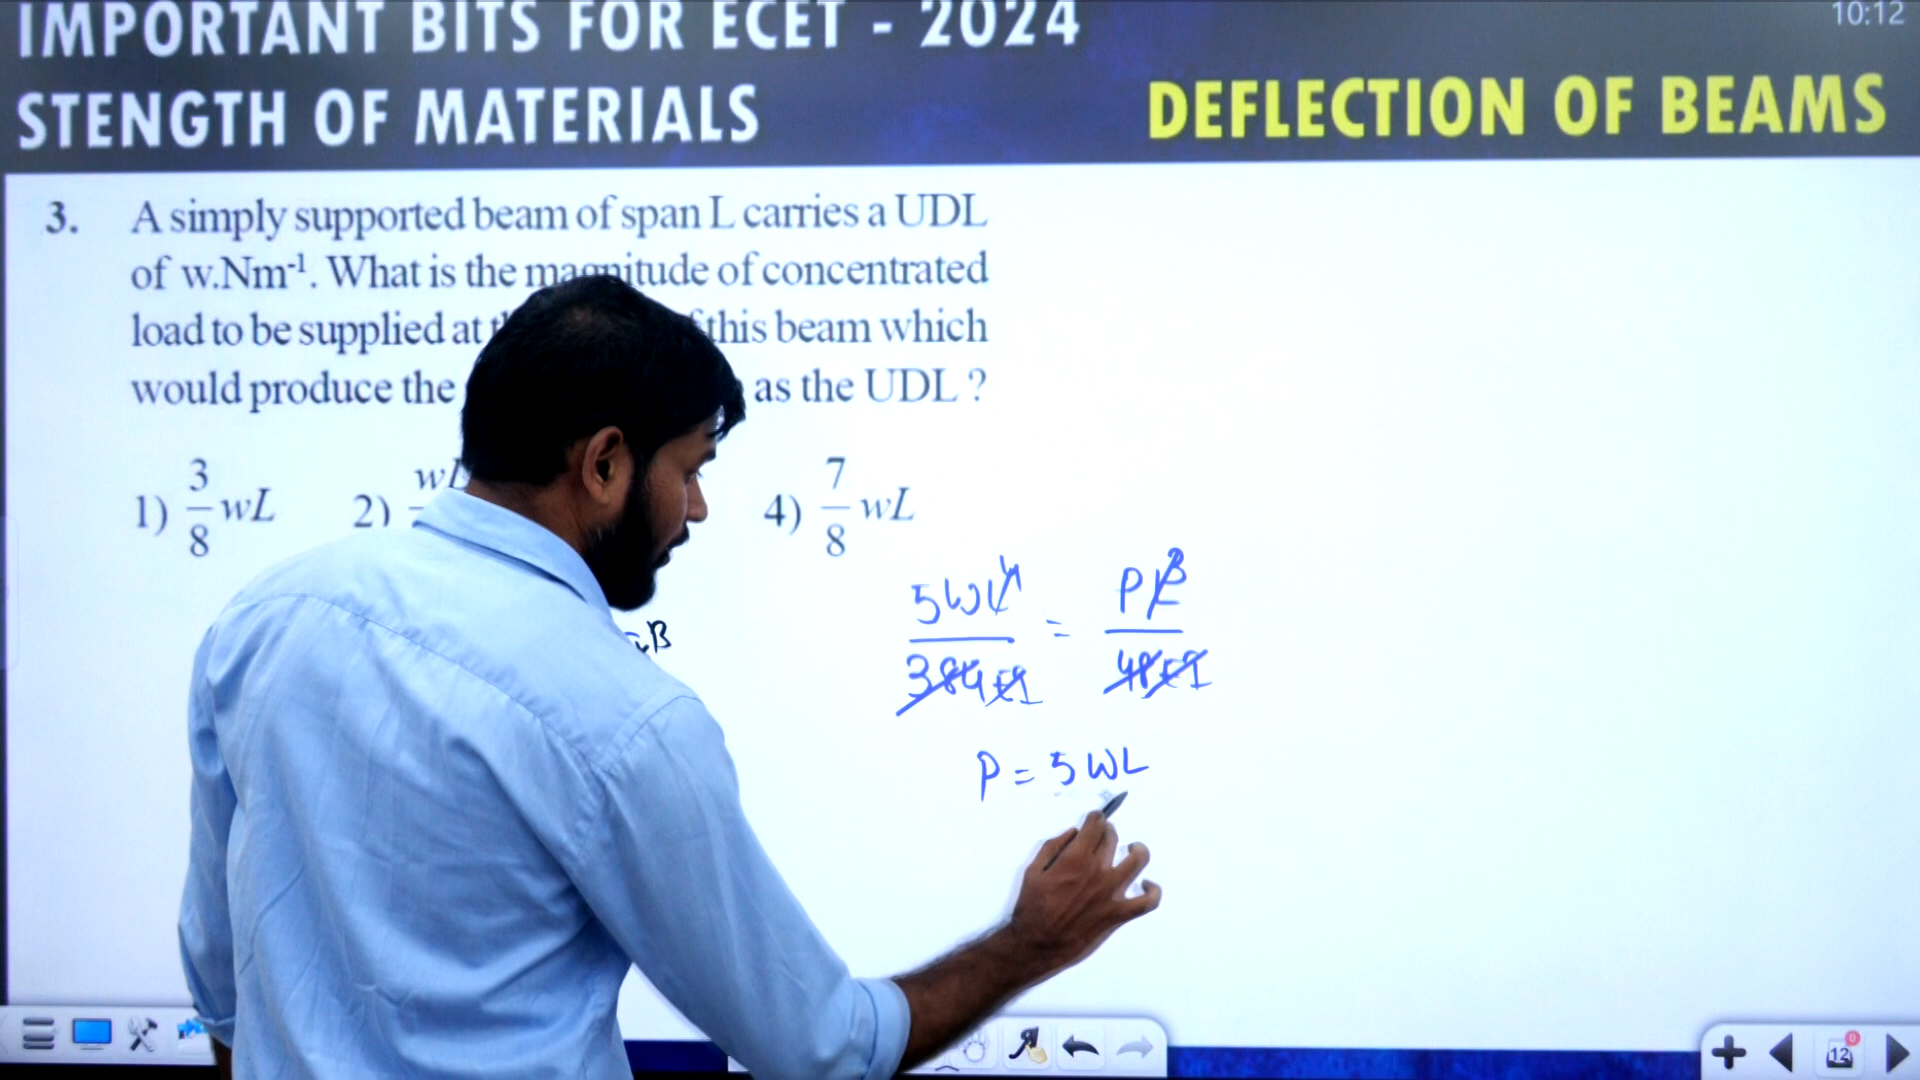 IMPORTANT BITS FOR ECET - 2024
10:12
STENGTH OF MATERIALS
DEFLECTION OF BEAMS
3. A simply supported beam of span L carries a UDL
of w.Nm⁻¹. What is the magnitude of concentrated
load to be supplied at this beam which
would produce the as the UDL ?
1) 3/8 wL 2) 4) 7/8 wL
5WL⁴/384EI = PL³/48EI
B
P = 5WL
12
0